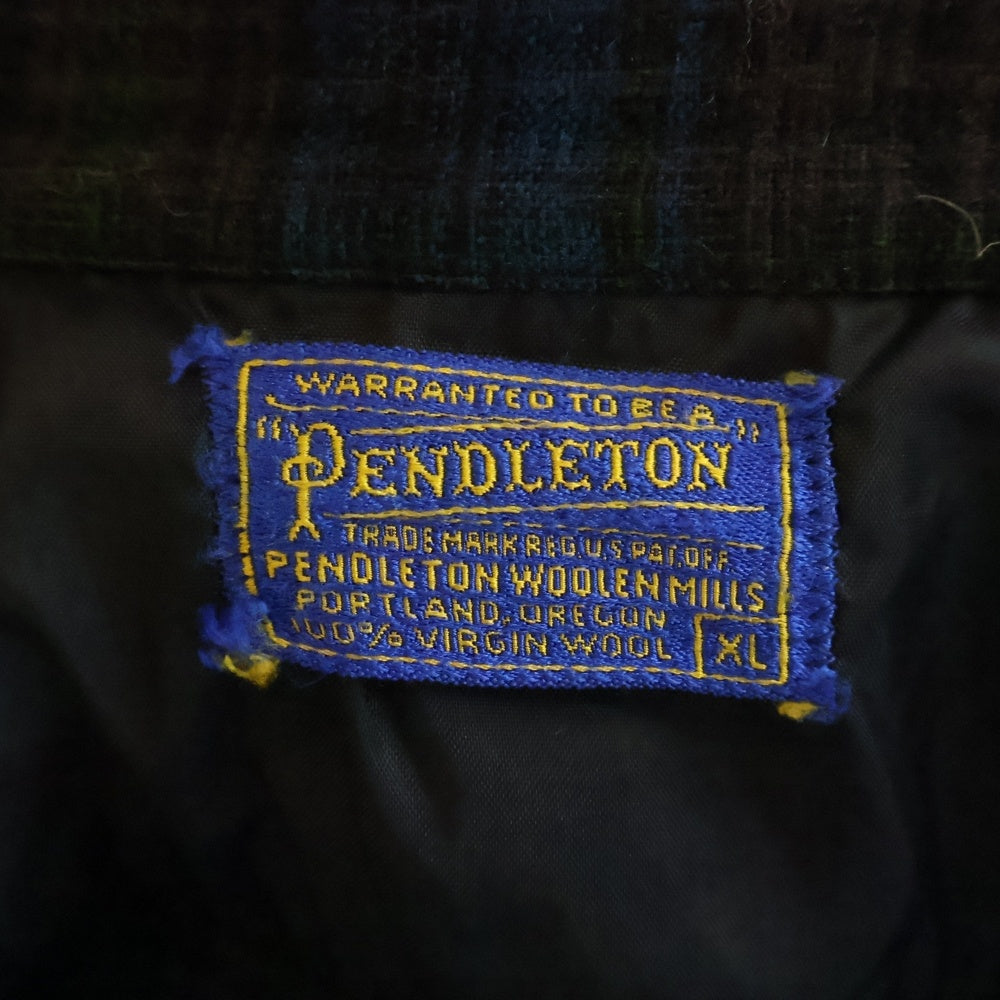 WARRANTED TO BE A
"PENDLETON"
TRADE MARK REG. U.S. PAT. OFF.
PENDLETON WOOLEN MILLS
PORTLAND, OREGON
100% VIRGIN WOOL
XL